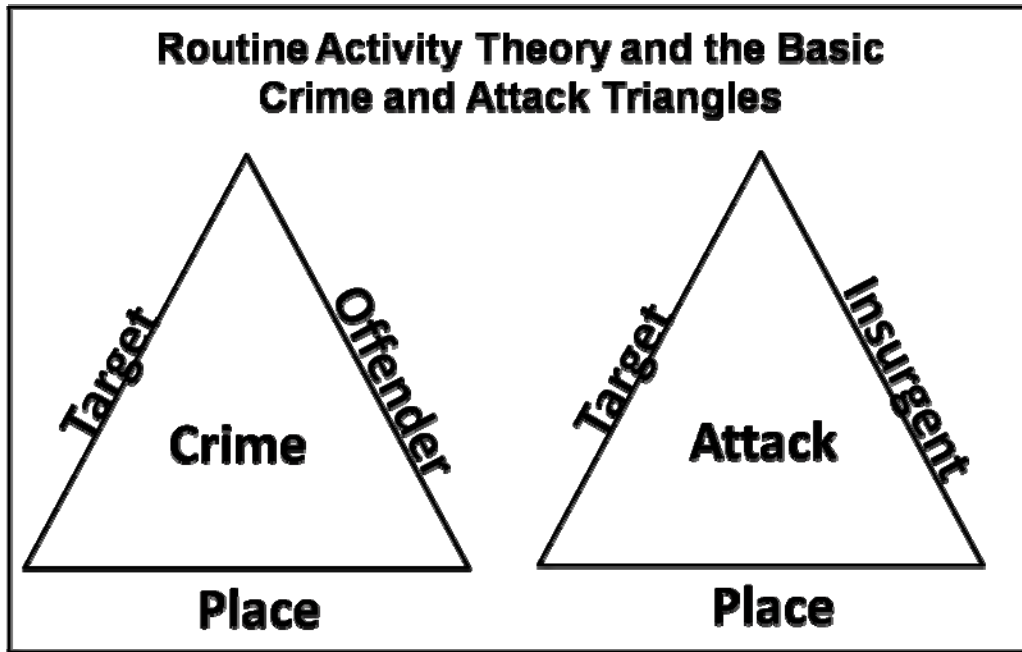 Routine Activity Theory and the Basic
Crime and Attack Triangles
Target
Offender
Crime
Place
Target
Insurgent
Attack
Place